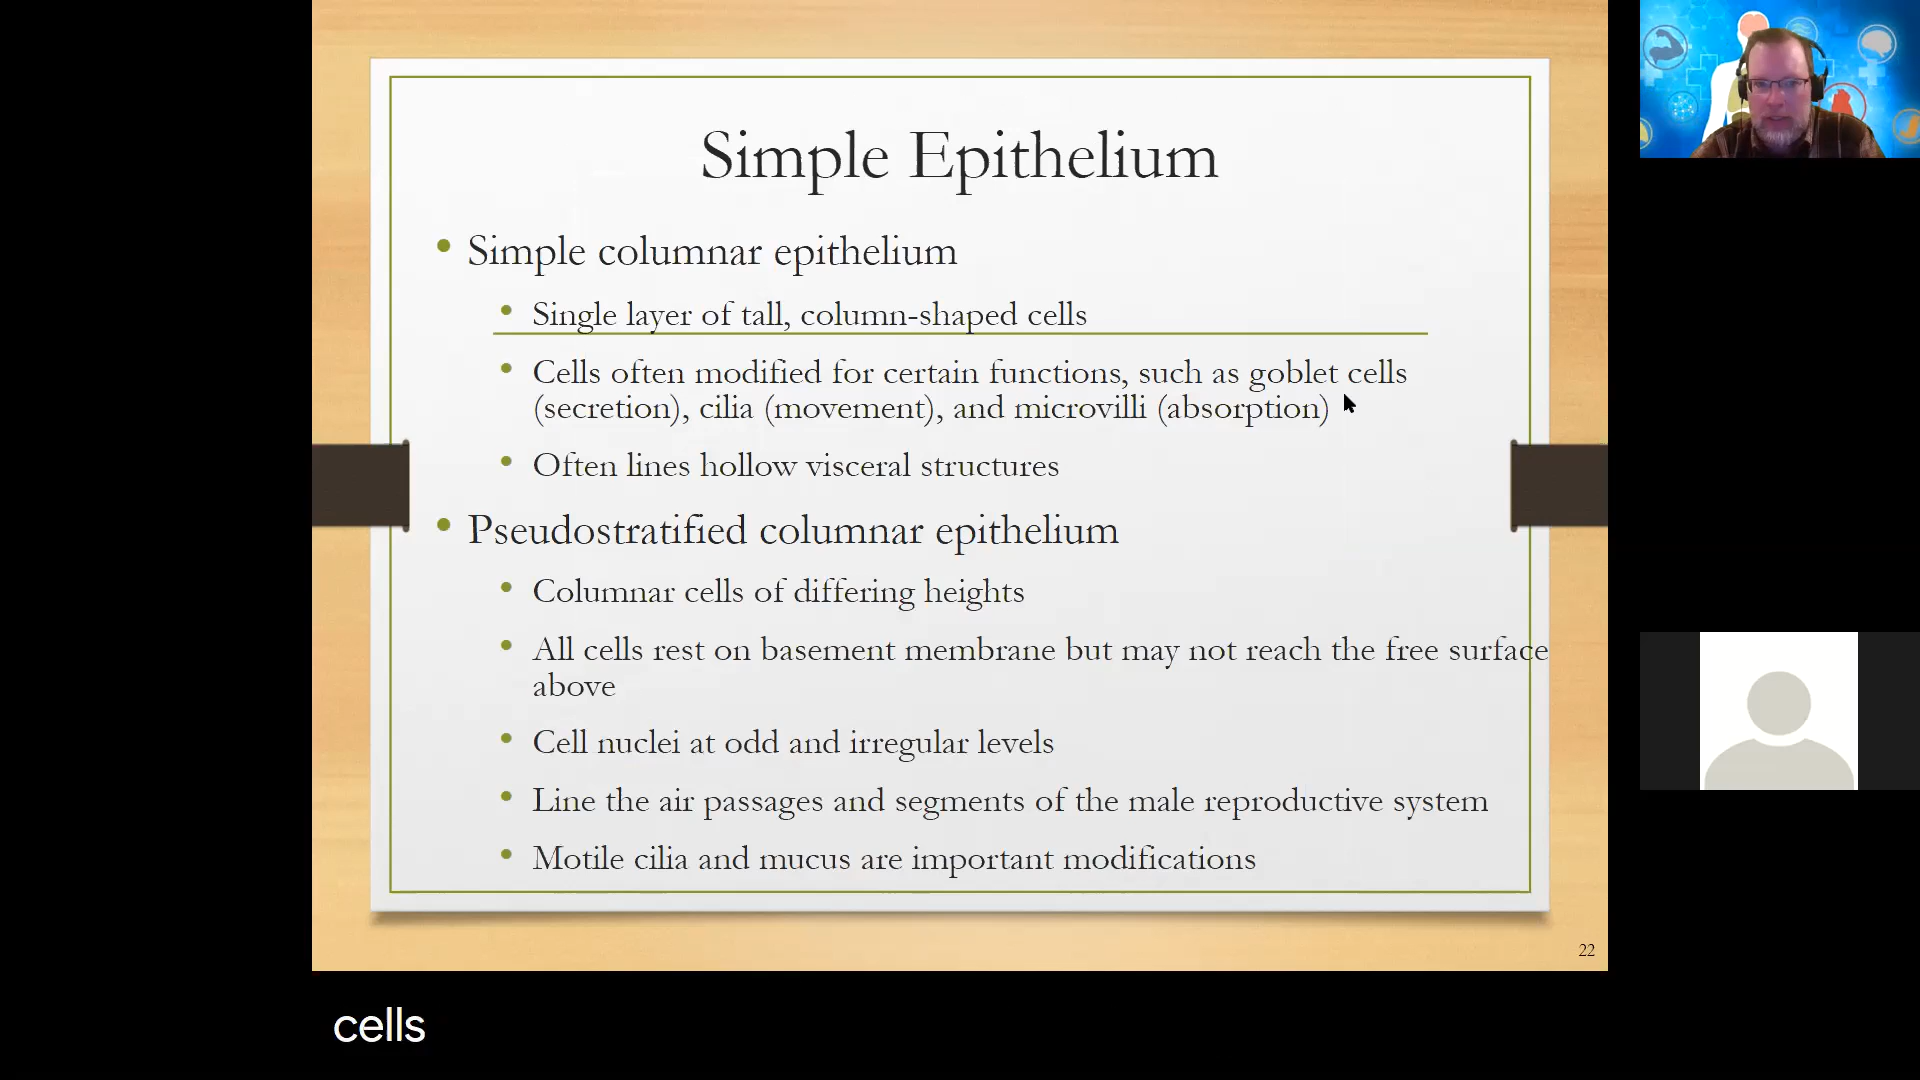 Simple Epithelium
• Simple columnar epithelium
• Single layer of tall, column-shaped cells
• Cells often modified for certain functions, such as goblet cells
(secretion), cilia (movement), and microvilli (absorption)
• Often lines hollow visceral structures
• Pseudostratified columnar epithelium
• Columnar cells of differing heights
• All cells rest on basement membrane but may not reach the free surface
above
• Cell nuclei at odd and irregular levels
• Line the air passages and segments of the male reproductive system
• Motile cilia and mucus are important modifications
22
cells